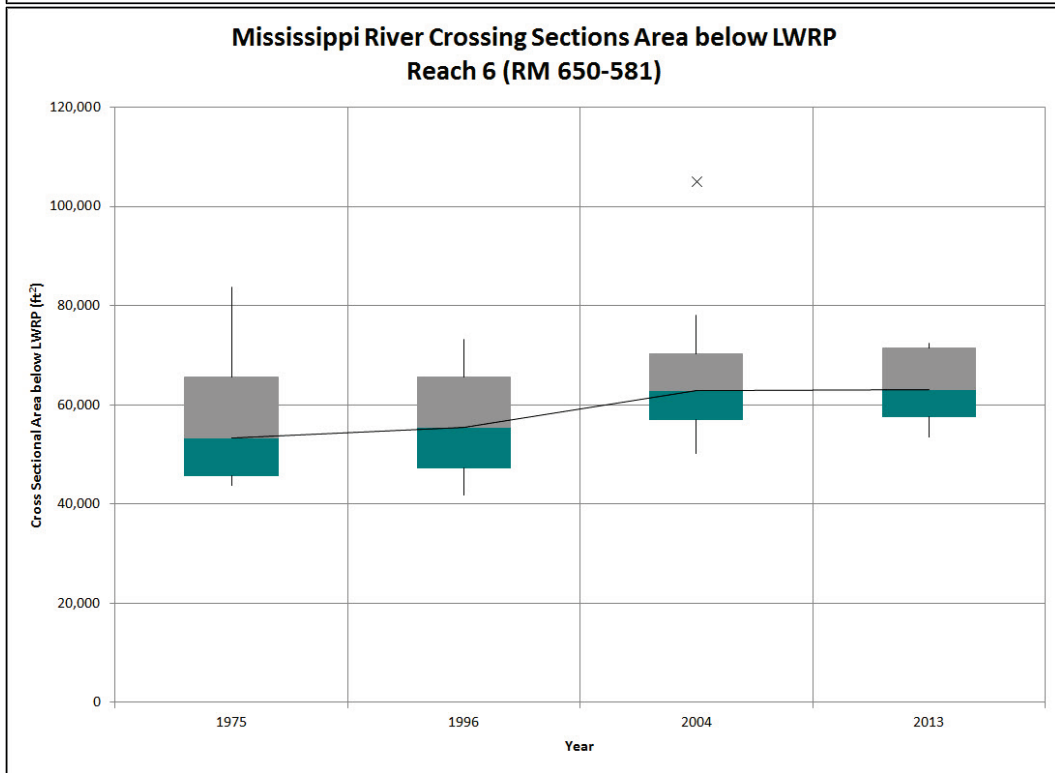 Mississippi River Crossing Sections Area below LWRP
Reach 6 (RM 650-581)
120,000
100,000
80,000
60,000
40,000
20,000
0
Cross Sectional Area below LWRP (ft²)
1975 1996 2004 2013
Year